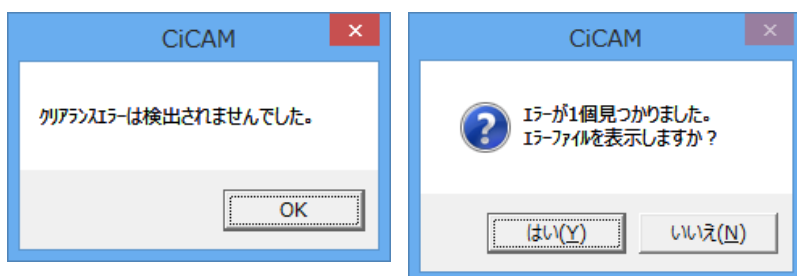 CiCAM
クリアランスエラーは検出されませんでした。
OK
CiCAM
エラーが1個見つかりました。
エラーファイルを表示しますか？
はい(Y)
いいえ(N)